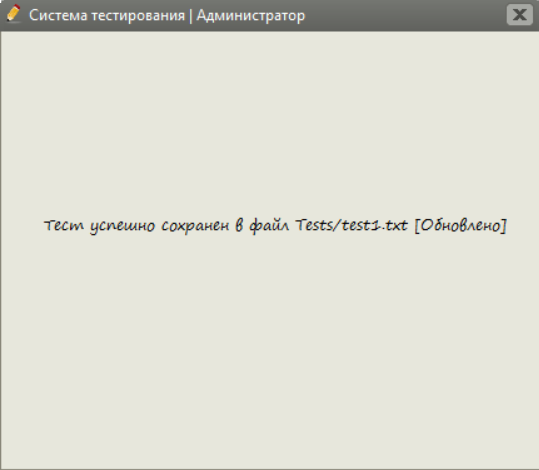 Система тестирования | Администратор
Тест успешно сохранен в файл Tests/test1.txt [Обновлено]